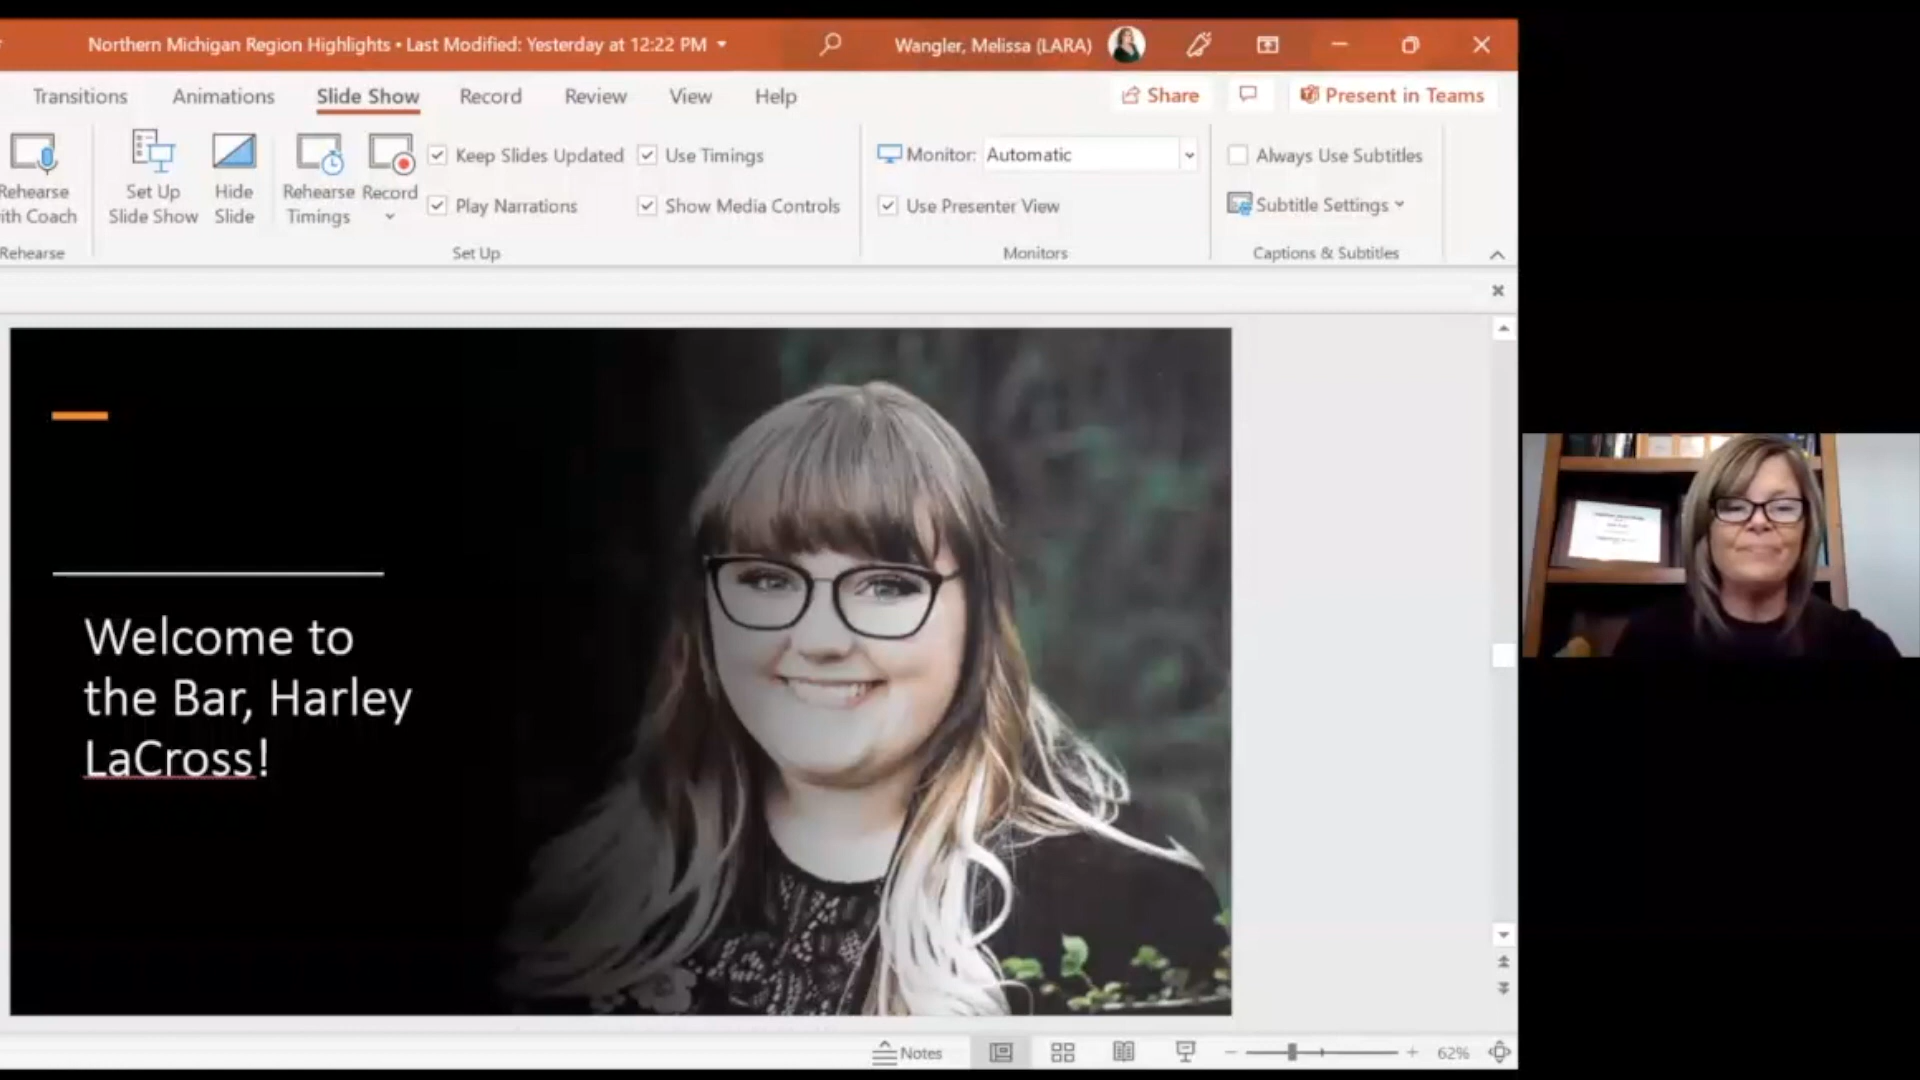 Northern Michigan Region Highlights • Last Modified: Yesterday at 12:22 PM
Wangler, Melissa (LARA)
Transitions Animations Slide Show Record Review View Help
Share
Present in Teams
Rehearse
ith Coach
Set Up
Slide Show
Hide
Slide
Rehearse
Timings
Record
Keep Slides Updated
Use Timings
Play Narrations
Show Media Controls
Monitor: Automatic
Use Presenter View
Always Use Subtitles
Subtitle Settings
Rehearse
Set Up
Monitors
Captions & Subtitles
Welcome to
the Bar, Harley
LaCross!
Notes
62%